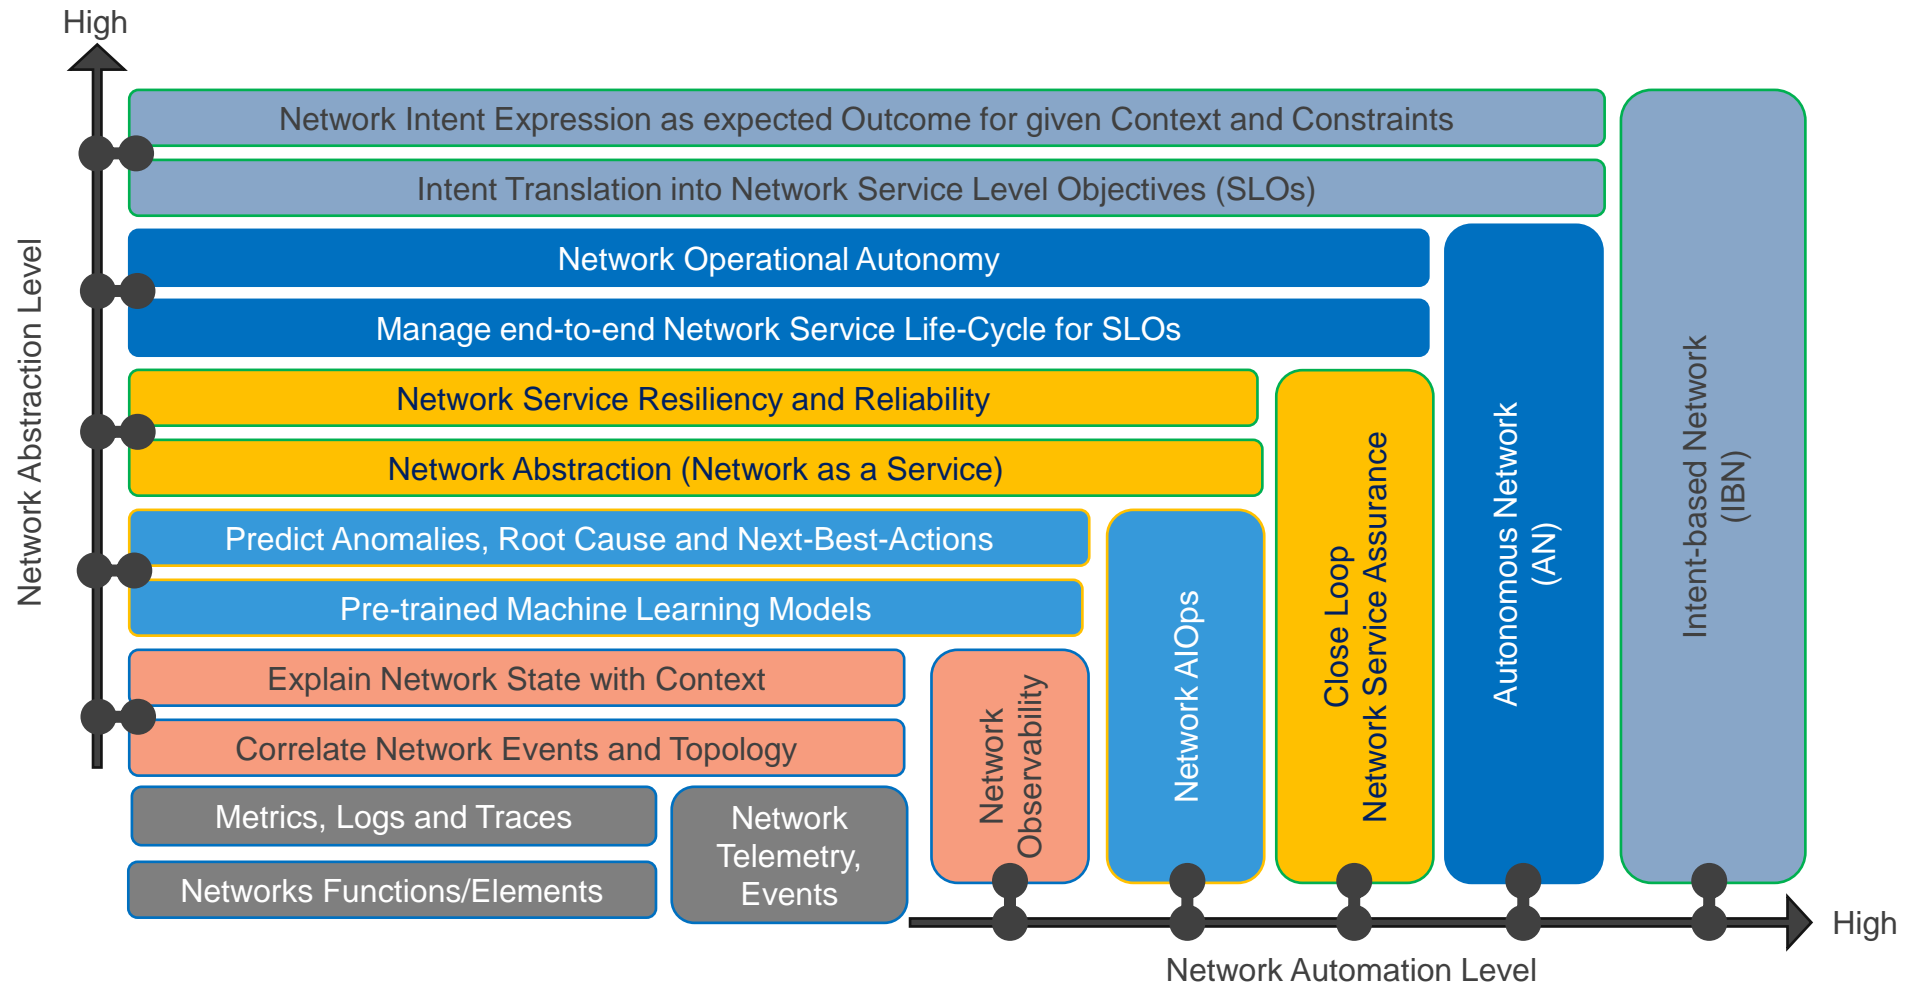 High
Network Abstraction Level
Network Intent Expression as expected Outcome for given Context and Constraints
Intent Translation into Network Service Level Objectives (SLOs)
Network Operational Autonomy
Manage end-to-end Network Service Life-Cycle for SLOs
Network Service Resiliency and Reliability
Network Abstraction (Network as a Service)
Predict Anomalies, Root Cause and Next-Best-Actions
Pre-trained Machine Learning Models
Explain Network State with Context
Correlate Network Events and Topology
Metrics, Logs and Traces
Networks Functions/Elements
Network
Telemetry,
Events
Network
Observability
Network AIOps
Close Loop
Network Service Assurance
Autonomous Network
(AN)
Intent-based Network
(IBN)
High
Network Automation Level